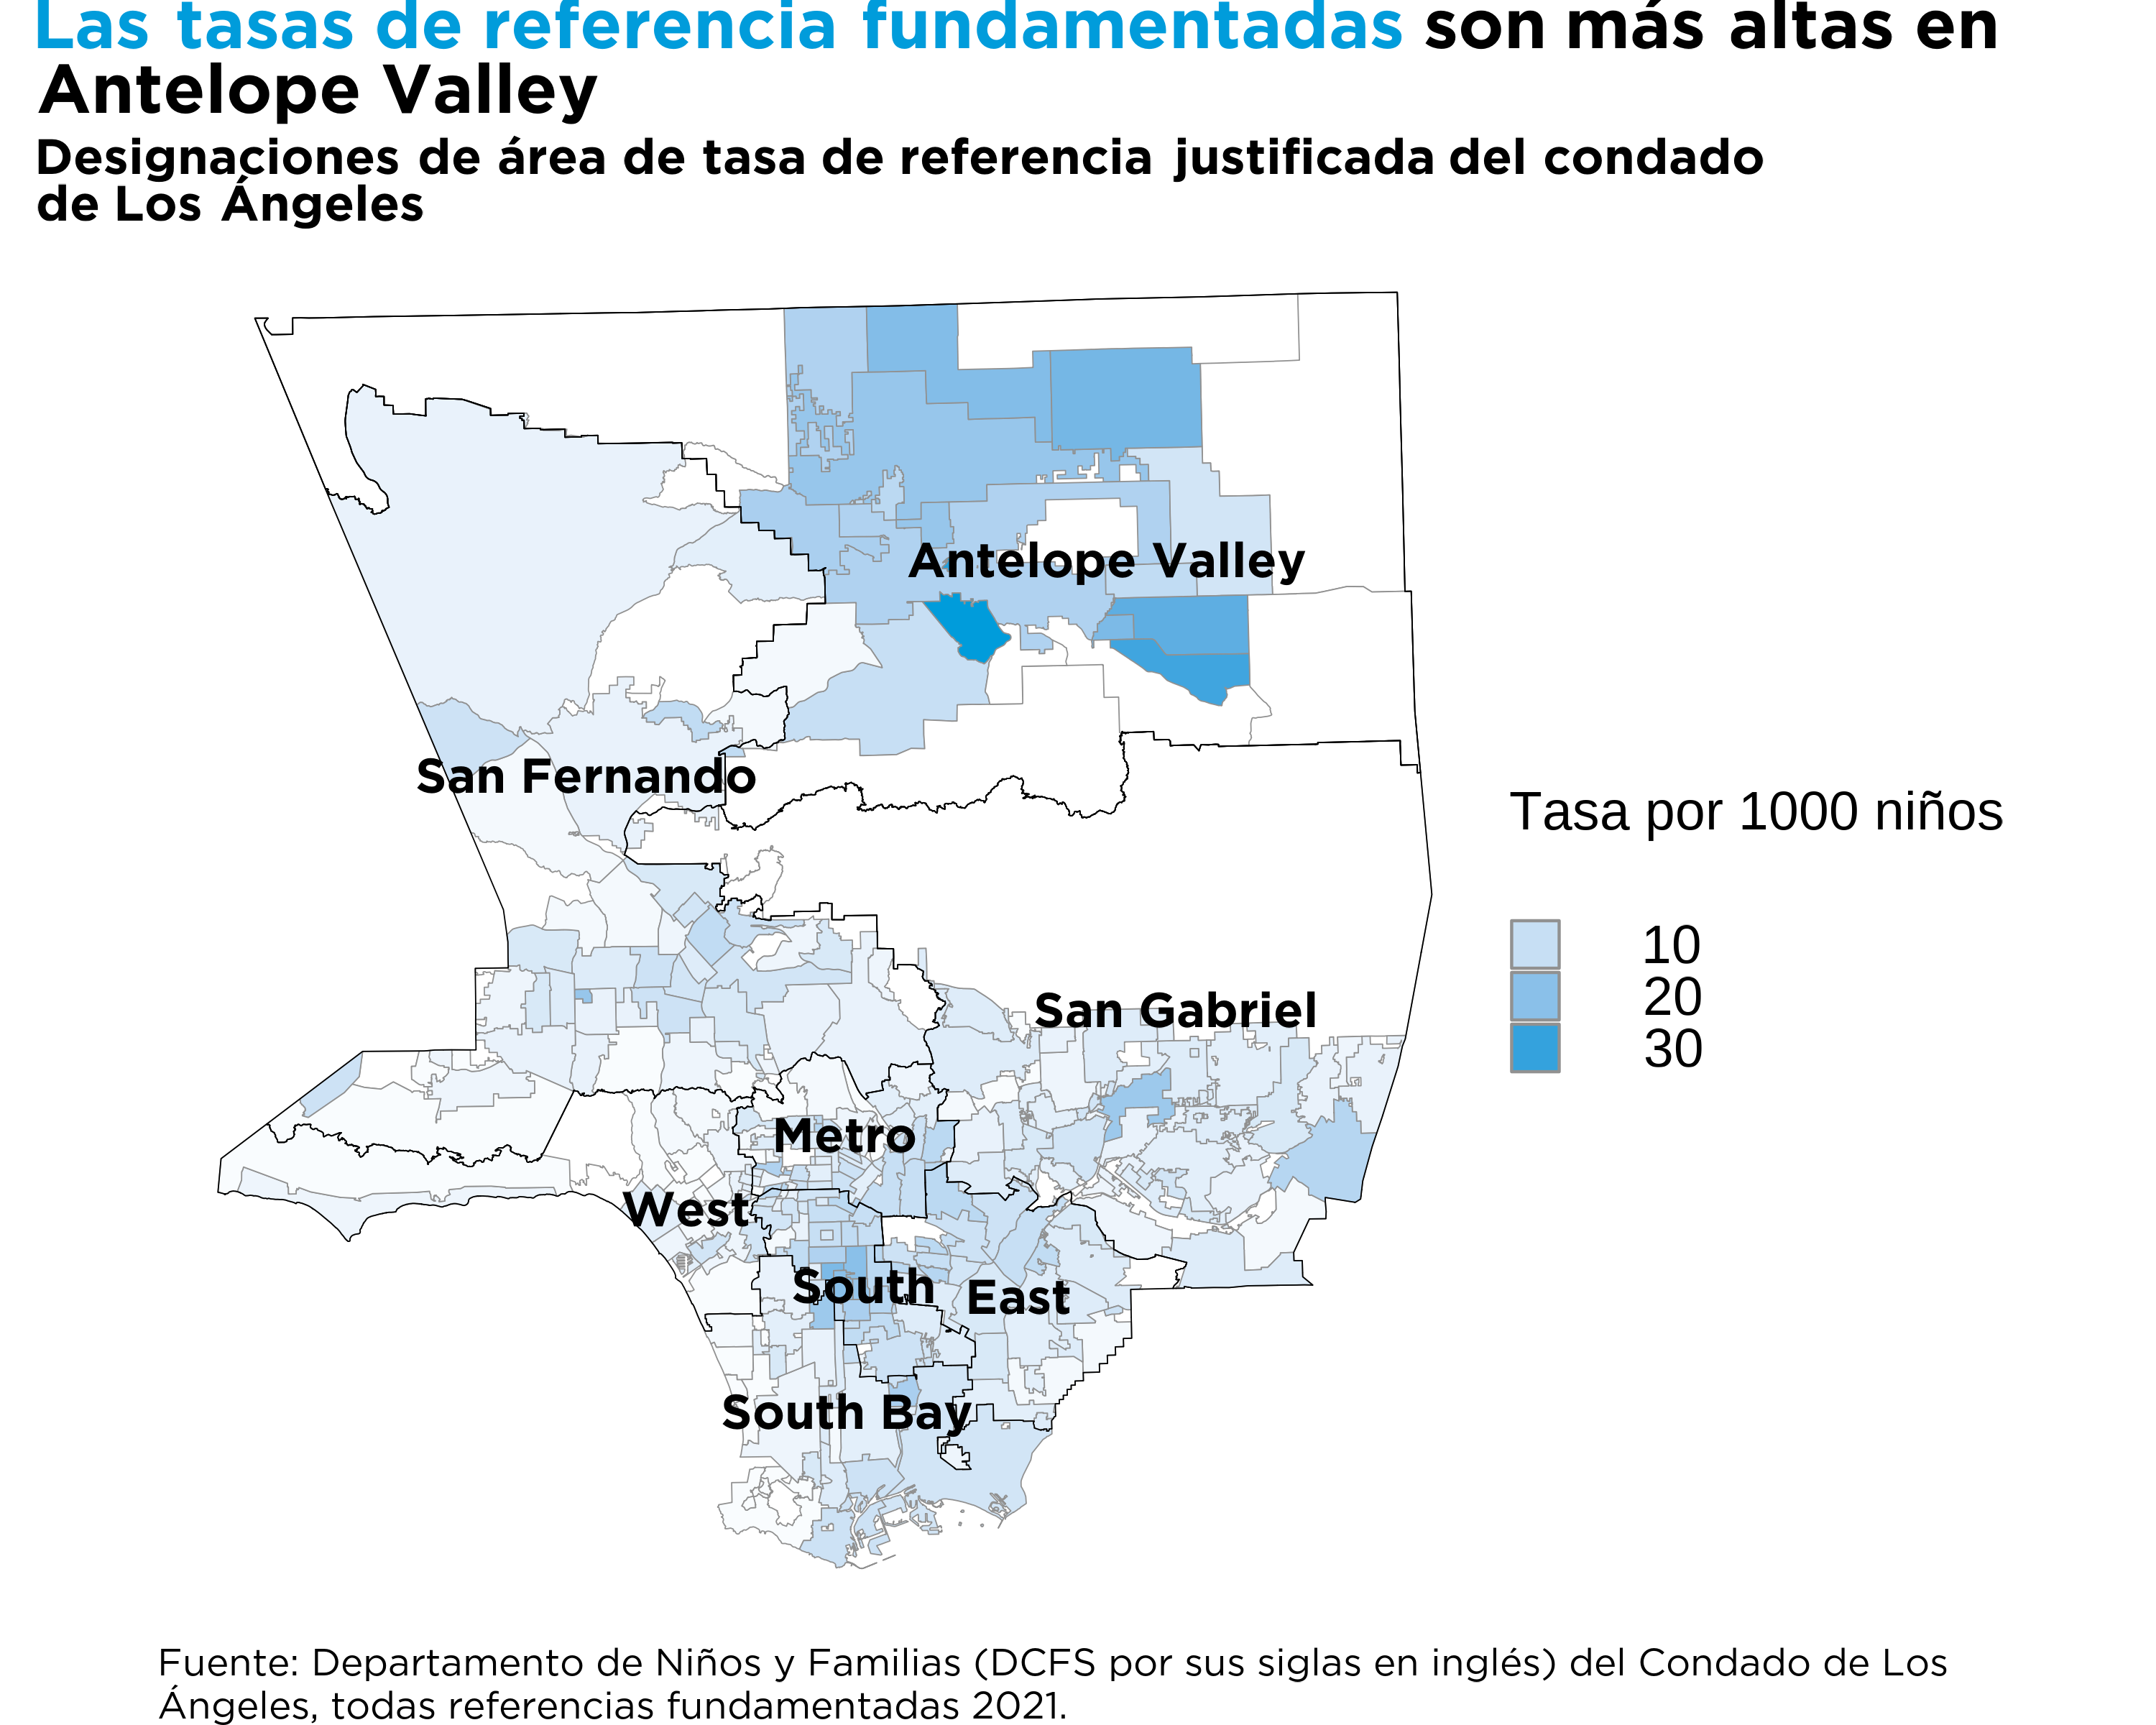 Las tasas de referencia fundamentadas son más altas en
Antelope Valley
Designaciones de área de tasa de referencia justificada del condado
de Los Ángeles
Antelope Valley
San Fernando
Tasa por 1000 niños
10
20
30
San Gabriel
Metro
West
South
East
South Bay
Fuente: Departamento de Niños y Familias (DCFS por sus siglas en inglés) del Condado de Los
Ángeles, todas referencias fundamentadas 2021.